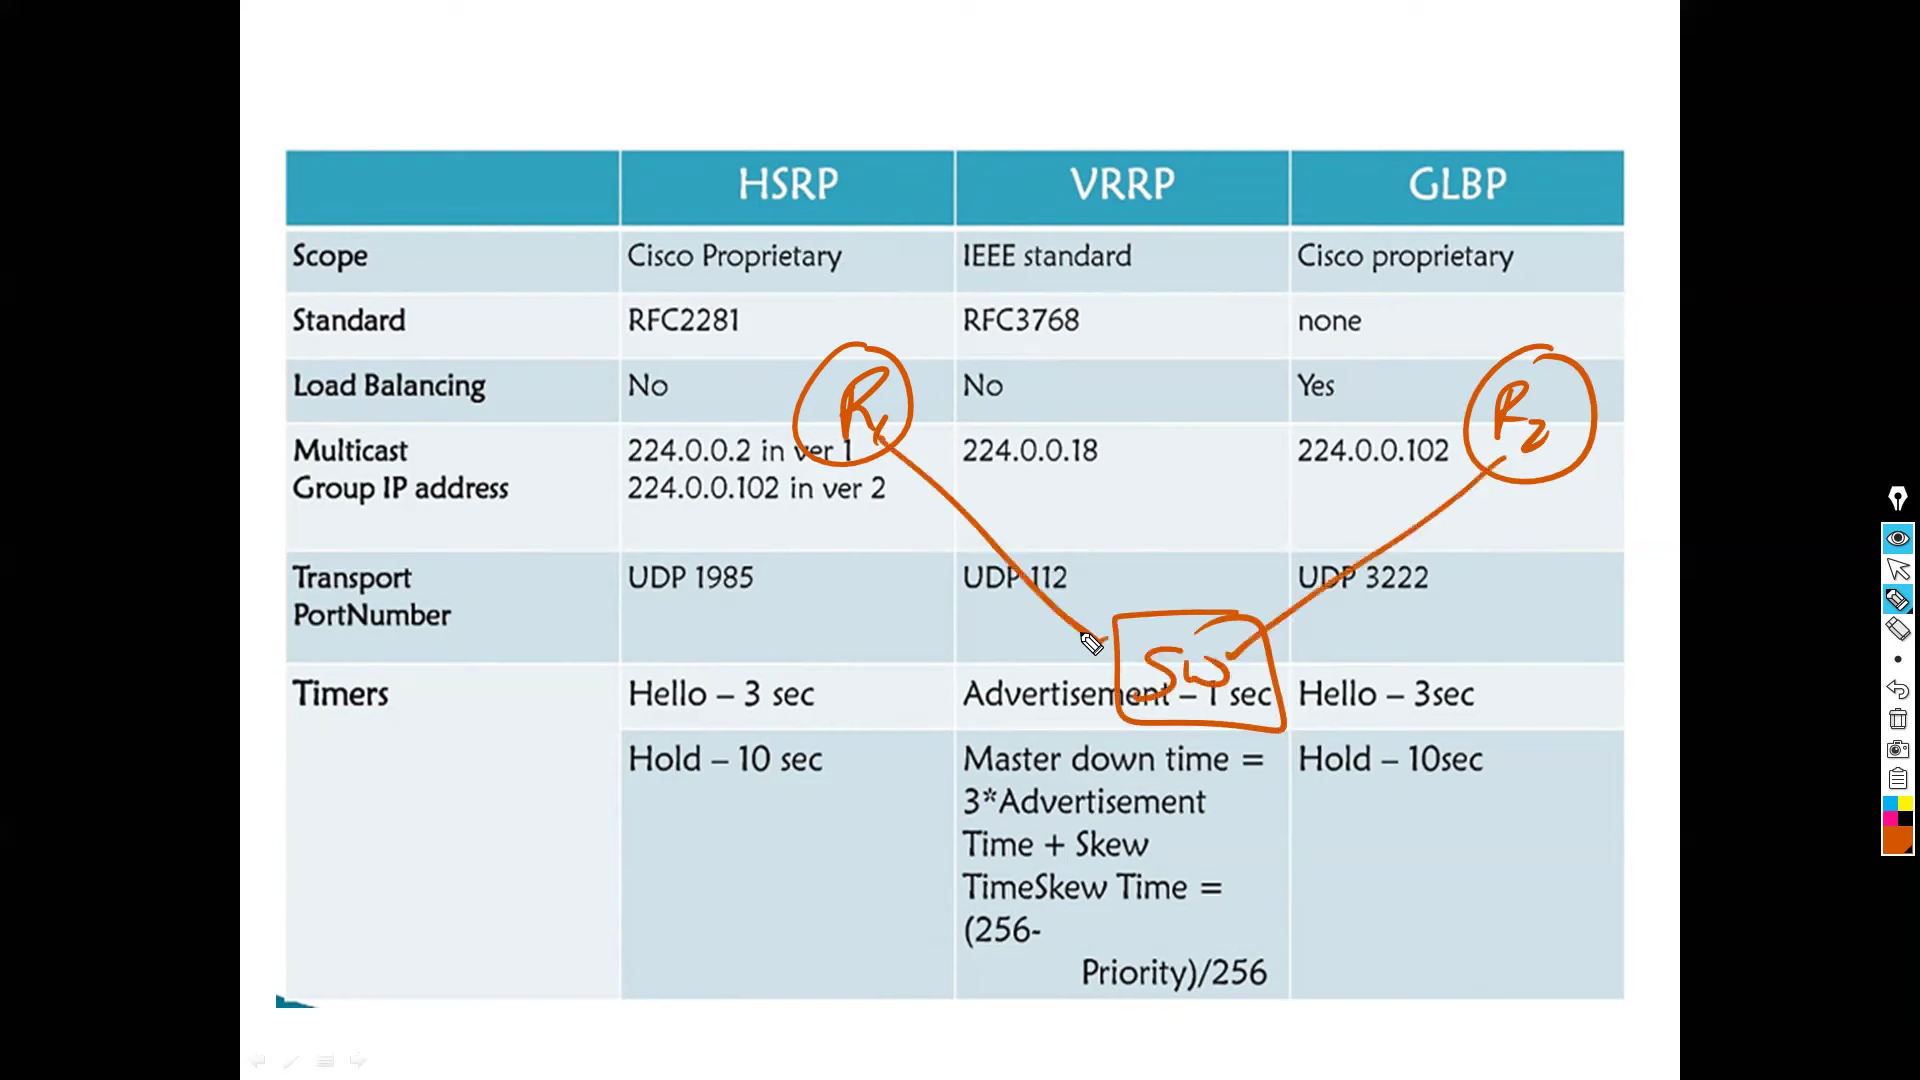 HSRP VRRP GLBP
Scope Cisco Proprietary IEEE standard Cisco proprietary
Standard RFC2281 RFC3768 none
Load Balancing No No Yes
R1 R2
Multicast 224.0.0.2 in ver 1 224.0.0.18 224.0.0.102
Group IP address 224.0.0.102 in ver 2
Transport UDP 1985 UDP 112 UDP 3222
PortNumber
SW
Timers Hello – 3 sec Advertisement – 1 sec Hello – 3sec
Hold – 10 sec Master down time = Hold – 10sec
3*Advertisement
Time + Skew
TimeSkew Time =
(256-
Priority)/256